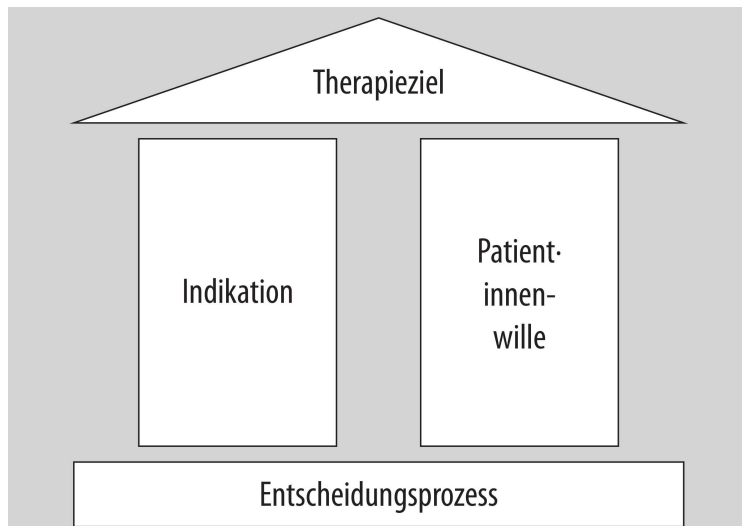 Therapieziel
Indikation
Patient·
innen-
wille
Entscheidungsprozess